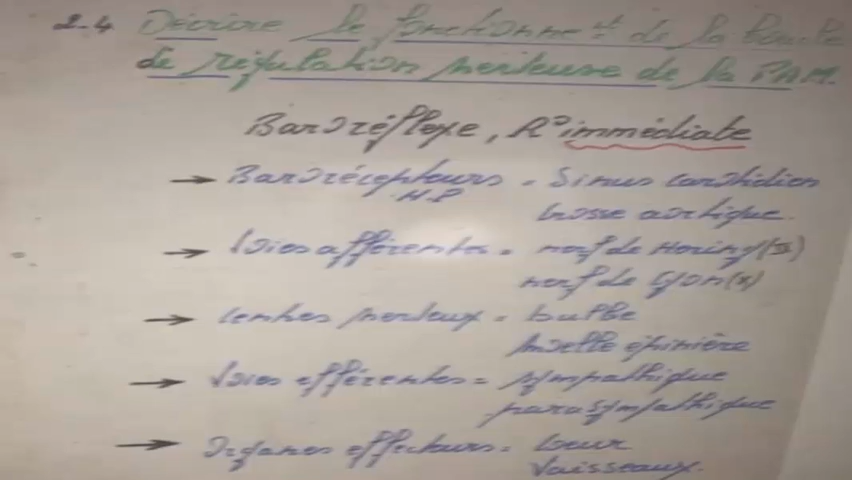 2.4 Décrire le fonctionne^nt de la boucle
de régulation nerveuse de la PAM.
Baroréflexe, R° immédiate
→ Barorécepteurs = Sinus carotidien
H.P
Crosse aortique.
→ Voies afférentes = nerf de Hering (IX)
nerf de Cyon (X)
→ Centres nerveux = bulbe
moelle épinière
→ Voies efférentes = sympathique
parasympathique
→ Organes effecteurs = Cœur
Vaisseaux.